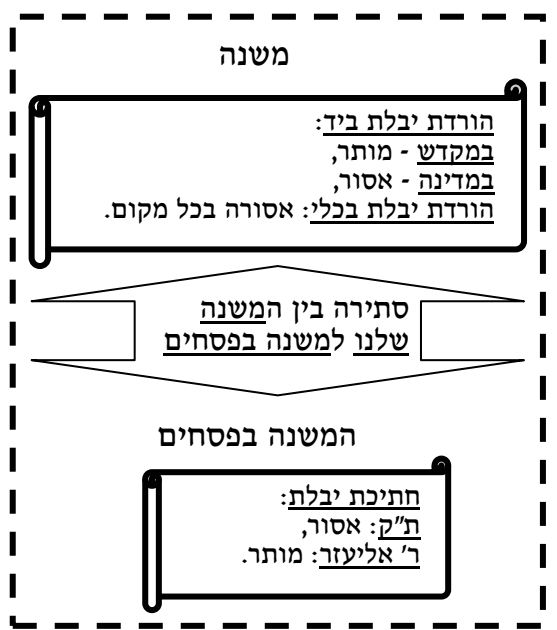 משנה
הורדת יבלת ביד:
במקדש - מותר,
במדינה - אסור,
הורדת יבלת בכלי: אסורה בכל מקום.
סתירה בין המשנה
שלנו למשנה בפסחים
המשנה בפסחים
חתיכת יבלת:
ת"ק: אסור,
ר' אליעזר: מותר.